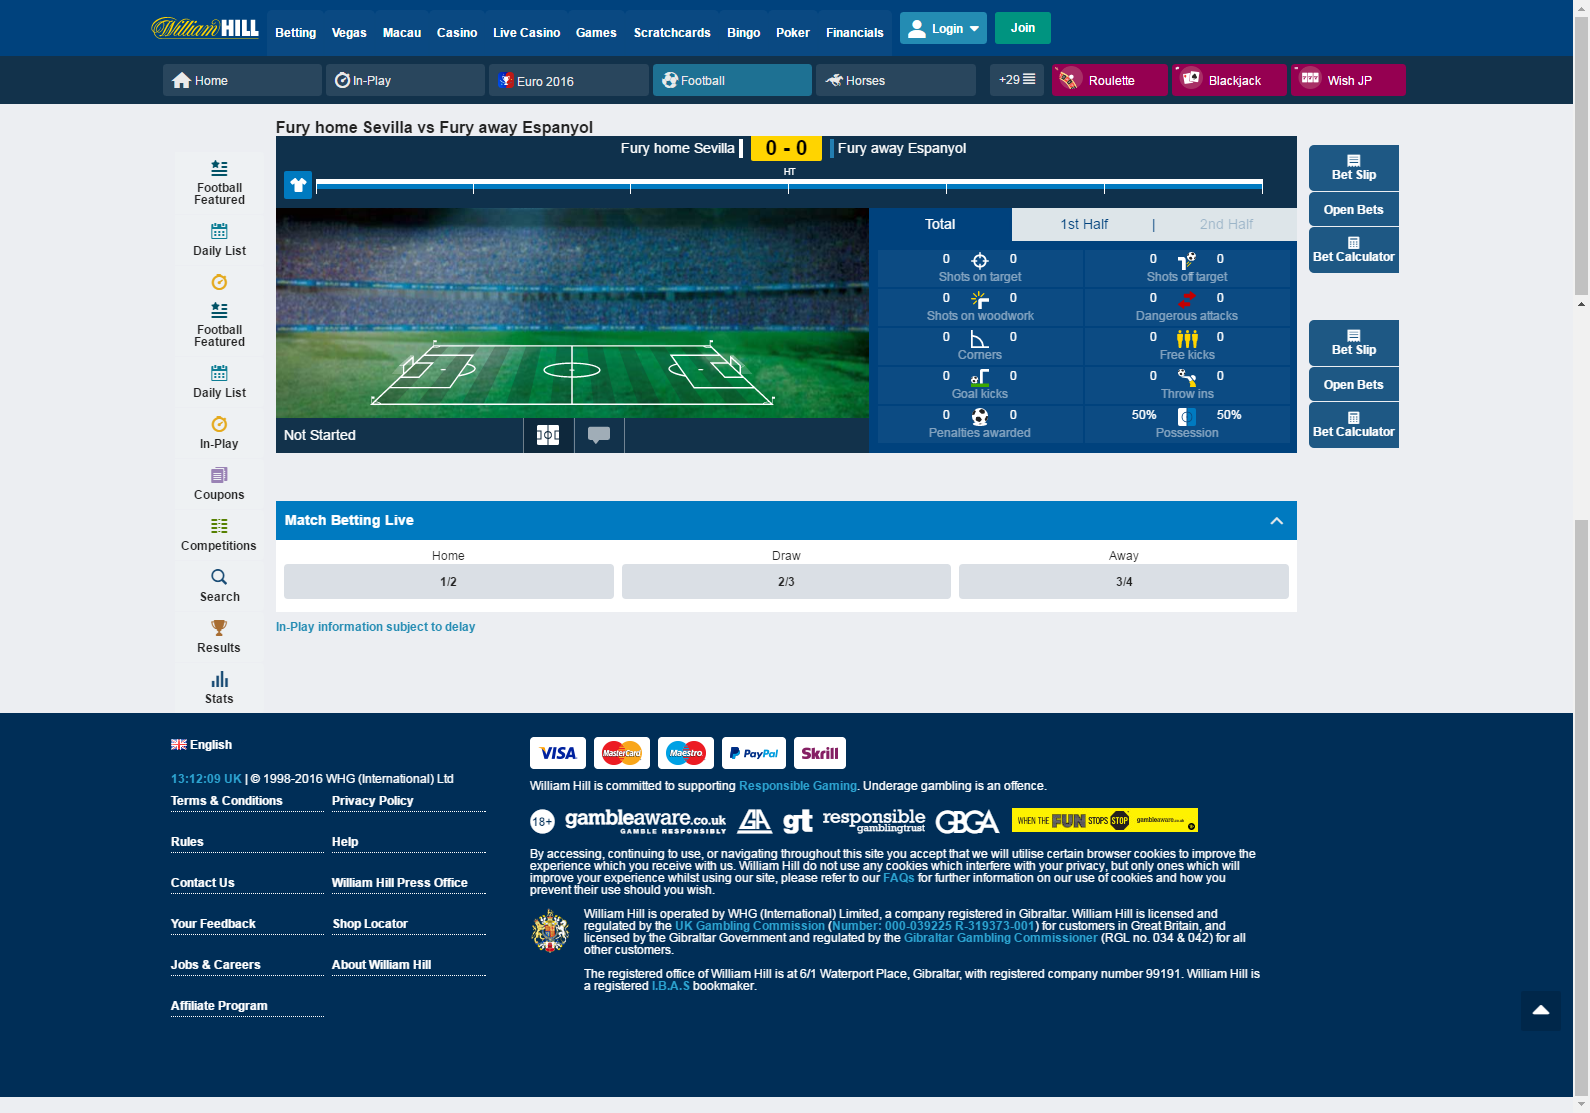 William HILL
Betting Vegas Macau Casino Live Casino Games Scratchcards Bingo Poker Financials Login Join
Home In-Play Euro 2016 Football Horses +29 Roulette Blackjack Wish JP
Fury home Sevilla vs Fury away Espanyol
Fury home Sevilla 0 - 0 Fury away Espanyol
HT
Football
Featured
Daily List
Football
Featured
Daily List
In-Play
Coupons
Competitions
Search
Results
Stats
Total 1st Half | 2nd Half
0 0 0 0
Shots on target Shots off target
0 0 0 0
Shots on woodwork Dangerous attacks
0 0 0 0
Corners Free kicks
0 0 0 0
Goal kicks Throw ins
0 0 50% 50%
Penalties awarded Possession
Not Started
Bet Slip
Open Bets
Bet Calculator
Bet Slip
Open Bets
Bet Calculator
Match Betting Live
Home Draw Away
1/2 2/3 3/4
In-Play information subject to delay
English
13:12:09 UK | © 1998-2016 WHG (International) Ltd
Terms & Conditions Privacy Policy
Rules Help
Contact Us William Hill Press Office
Your Feedback Shop Locator
Jobs & Careers About William Hill
Affiliate Program
VISA MasterCard Maestro PayPal Skrill
William Hill is committed to supporting Responsible Gaming. Underage gambling is an offence.
18+ gambleaware.co.uk GA gt responsible GBGA WHEN THE FUN STOPS STOP gambleaware.co.uk
GAMBLE RESPONSIBLY gamblingtrust
By accessing, continuing to use, or navigating throughout this site you accept that we will utilise certain browser cookies to improve the
experience which you receive with us. William Hill do not use any cookies which interfere with your privacy, but only ones which will
improve your experience whilst using our site, please refer to our FAQs for further information on our use of cookies and how you
prevent their use should you wish.
William Hill is operated by WHG (International) Limited, a company registered in Gibraltar. William Hill is licensed and
regulated by the UK Gambling Commission (Number: 000-039225 R-319373-001) for customers in Great Britain, and
licensed by the Gibraltar Government and regulated by the Gibraltar Gambling Commissioner (RGL no. 034 & 042) for all
other customers.
The registered office of William Hill is at 6/1 Waterport Place, Gibraltar, with registered company number 99191. William Hill is
a registered I.B.A.S bookmaker.